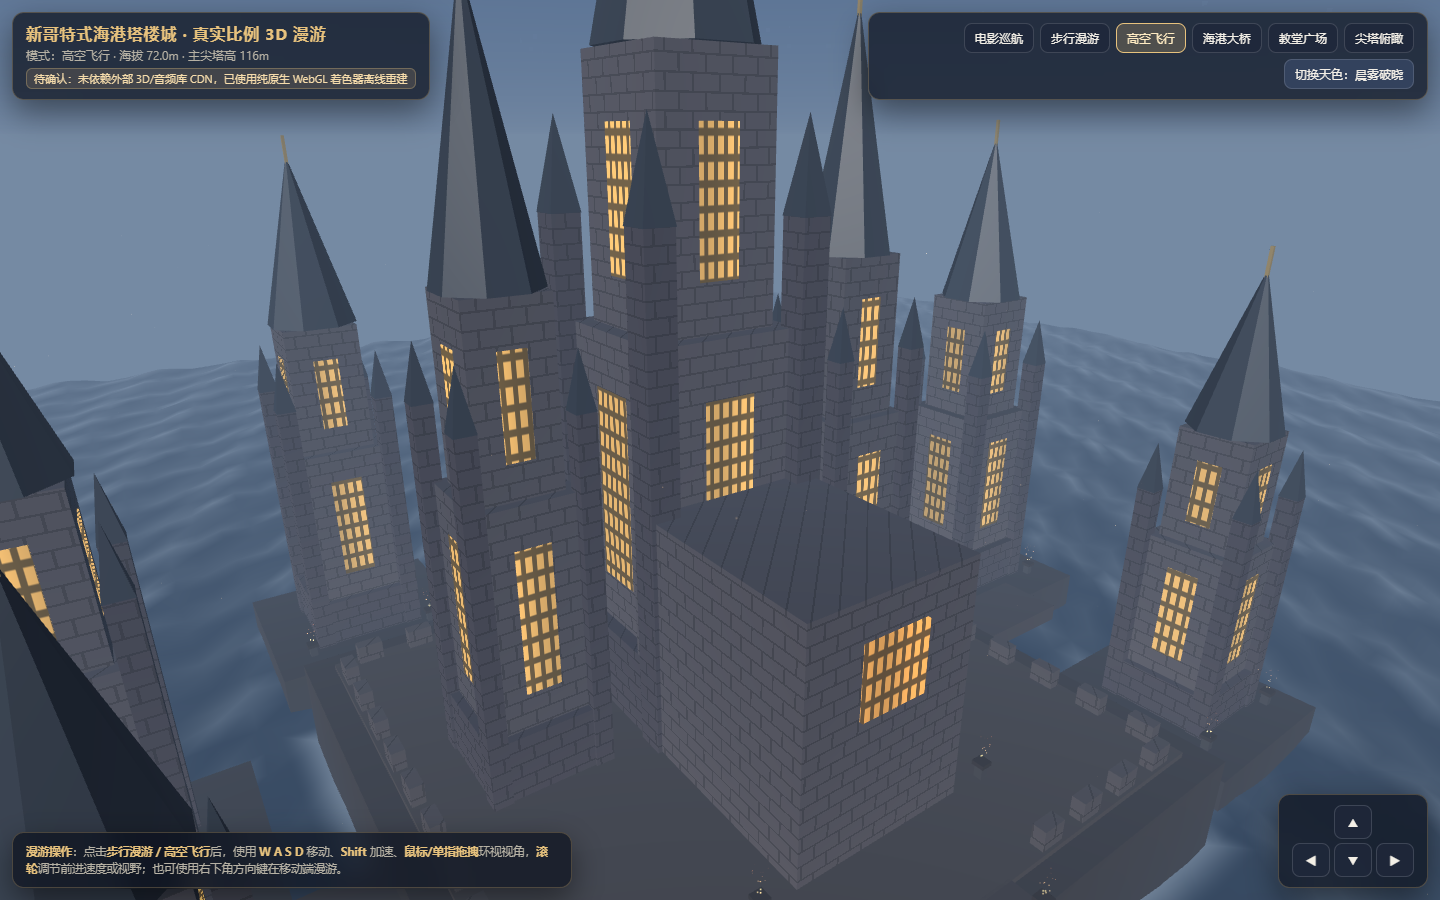 新哥特式海港塔楼城 · 真实比例 3D 漫游
模式：高空飞行 · 海拔 72.0m · 主尖塔高 116m
待确认：未依赖外部 3D/音频库 CDN，已使用纯原生 WebGL 着色器离线重建
电影巡航
步行漫游
高空飞行
海港大桥
教堂广场
尖塔俯瞰
切换天色：晨雾破晓
漫游操作：点击步行漫游 / 高空飞行后，使用 W A S D 移动、Shift 加速、鼠标/单指拖拽环视视角，滚
轮调节前进速度或视野；也可使用右下角方向键在移动端漫游。